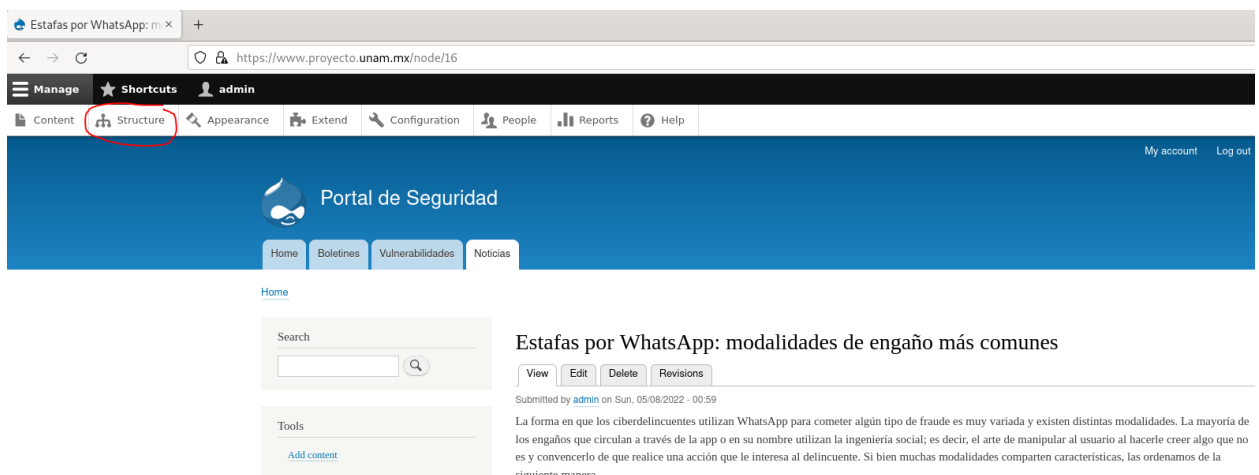 Estafas por WhatsApp: m
https://www.proyecto.unam.mx/node/16
Manage Shortcuts admin
Content Structure Appearance Extend Configuration People Reports Help
My account Log out
Portal de Seguridad
Home Boletines Vulnerabilidades Noticias
Home
Search
Estafas por WhatsApp: modalidades de engaño más comunes
View Edit Delete Revisions
Submitted by admin on Sun, 05/08/2022 - 00:59
Tools
Add content
La forma en que los ciberdelincuentes utilizan WhatsApp para cometer algún tipo de fraude es muy variada y existen distintas modalidades. La mayoría de
los engaños que circulan a través de la app o en su nombre utilizan la ingeniería social; es decir, el arte de manipular al usuario al hacerle creer algo que no
es y convencerlo de que realice una acción que le interesa al delincuente. Si bien muchas modalidades comparten características, las ordenamos de la
siguiente manera